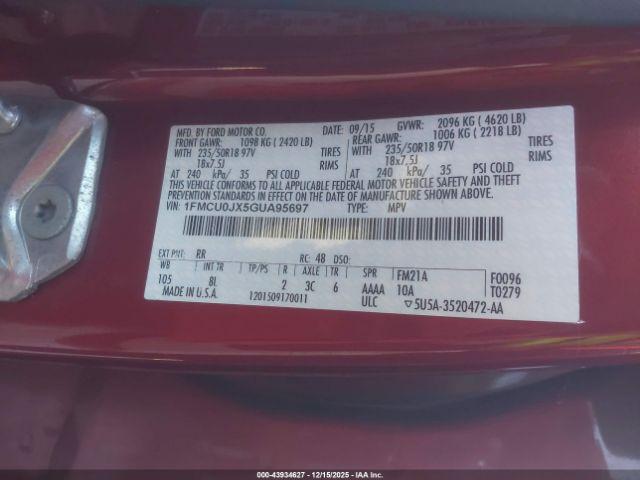 MFD. BY FORD MOTOR CO. DATE: 09/15 GVWR: 2096 KG ( 4620 LB)
FRONT GAWR: 1098 KG ( 2420 LB) REAR GAWR: 1006 KG ( 2218 LB)
WITH 235/50R18 97V TIRES WITH 235/50R18 97V TIRES
18x7.5J RIMS 18x7.5J RIMS
AT 240 kPa/ 35 PSI COLD AT 240 kPa/ 35 PSI COLD
THIS VEHICLE CONFORMS TO ALL APPLICABLE FEDERAL MOTOR VEHICLE SAFETY AND THEFT
PREVENTION STANDARDS IN EFFECT ON THE DATE OF MANUFACTURE SHOWN ABOVE.
VIN: 1FMCU0JX5GUA95697 TYPE: MPV
EXT PNT: RR RC: 48 DSO: F0096
T0279
WB INT TR TP/PS R AXLE TR SPR FM21A
105 8L 2 3C 6 AAAA 10A
MADE IN U.S.A. 1201509170011 ULC 5U5A-3520472-AA
IAAI: STOCK #: 000-43934627 - 12/15/2025 - IAAI.COM